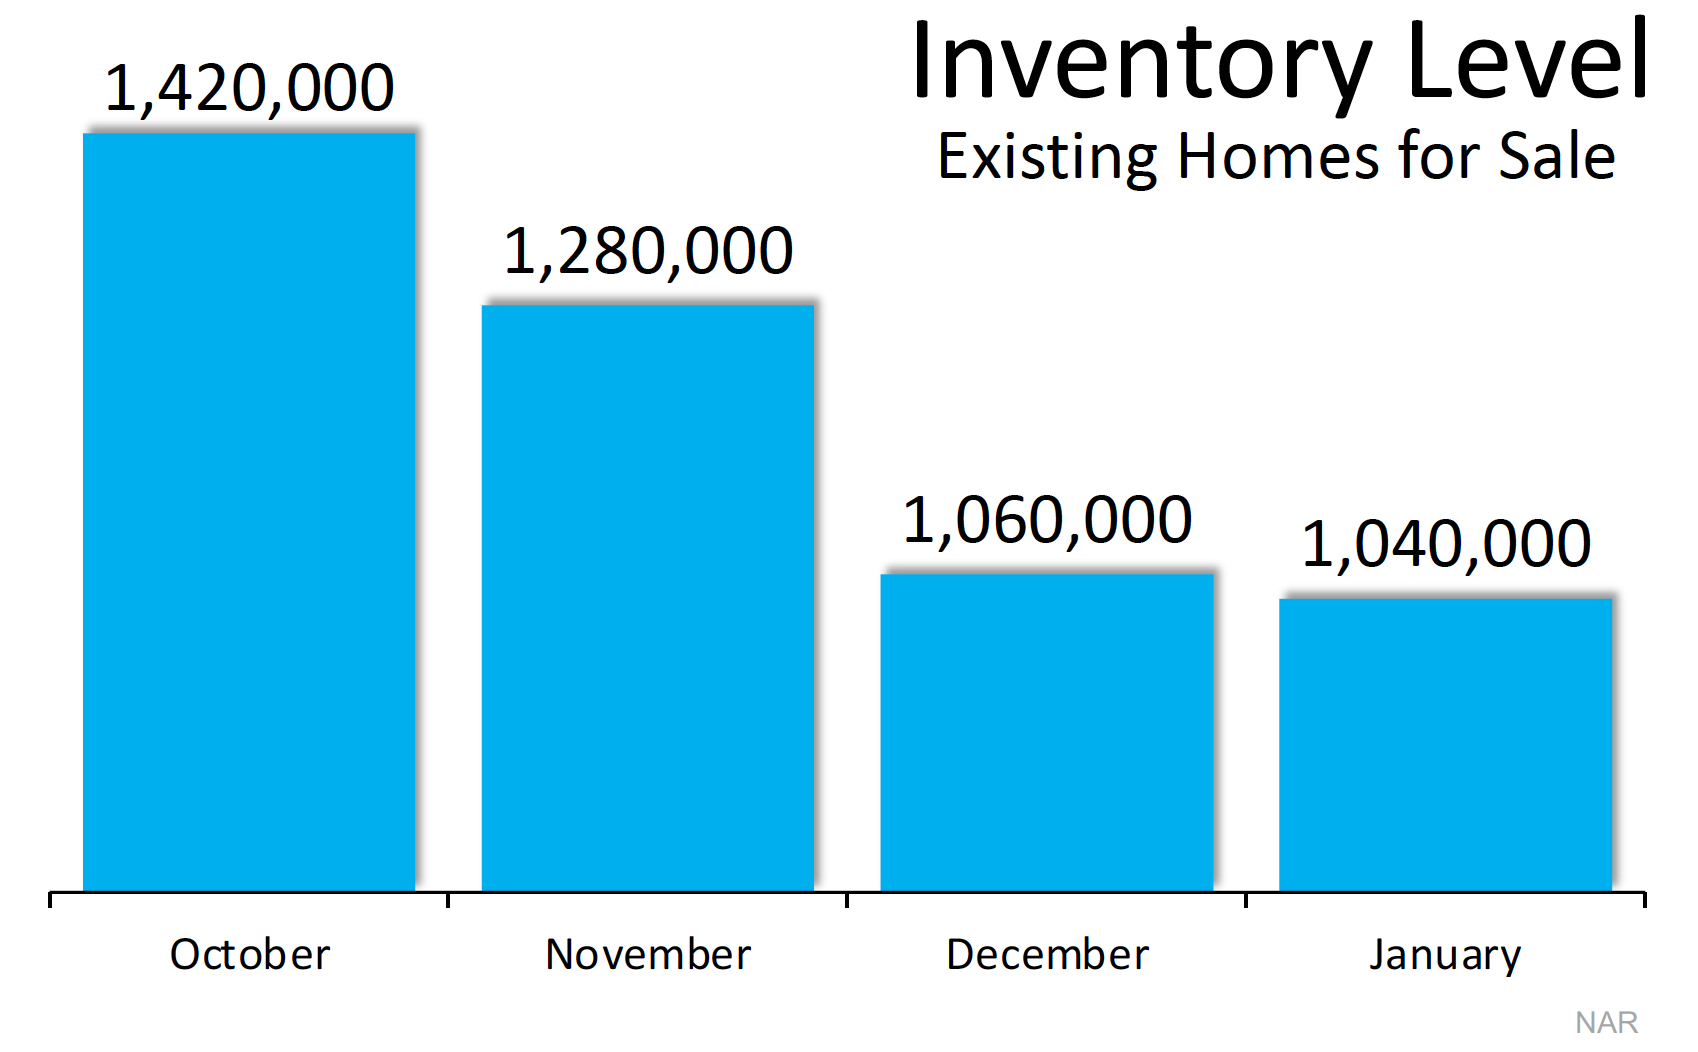 Inventory Level
Existing Homes for Sale
1,420,000
1,280,000
1,060,000
1,040,000
October
November
December
January
NAR